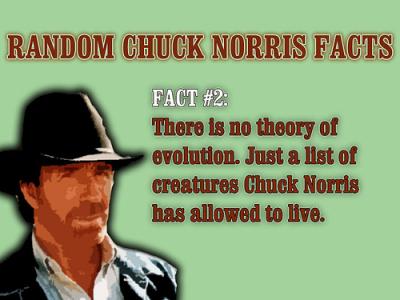 RANDOM CHUCK NORRIS FACTS
FACT #2:
There is no theory of
evolution. Just a list of
creatures Chuck Norris
has allowed to live.